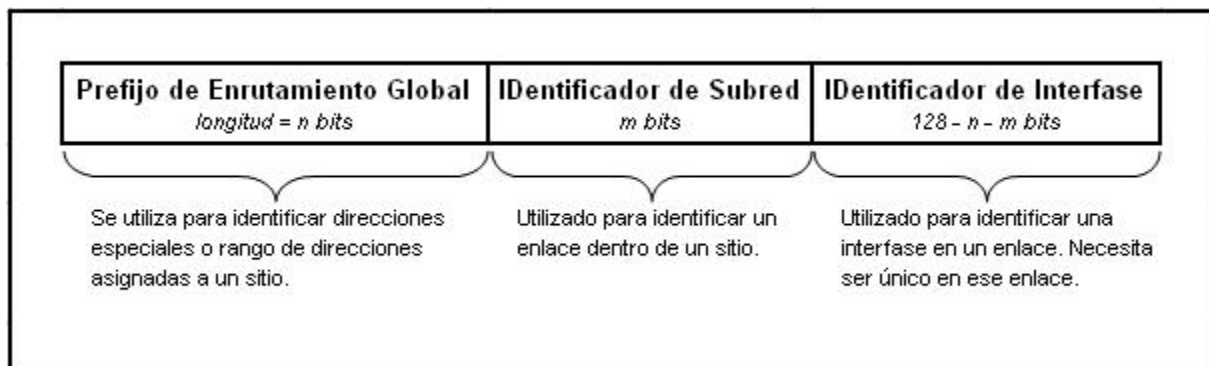 Prefijo de Enrutamiento Global
longitud = n bits
IDentificador de Subred
m bits
IDentificador de Interfase
128 - n - m bits
Se utiliza para identificar direcciones
especiales o rango de direcciones
asignadas a un sitio.
Utilizado para identificar un
enlace dentro de un sitio.
Utilizado para identificar una
interfase en un enlace. Necesita
ser único en ese enlace.